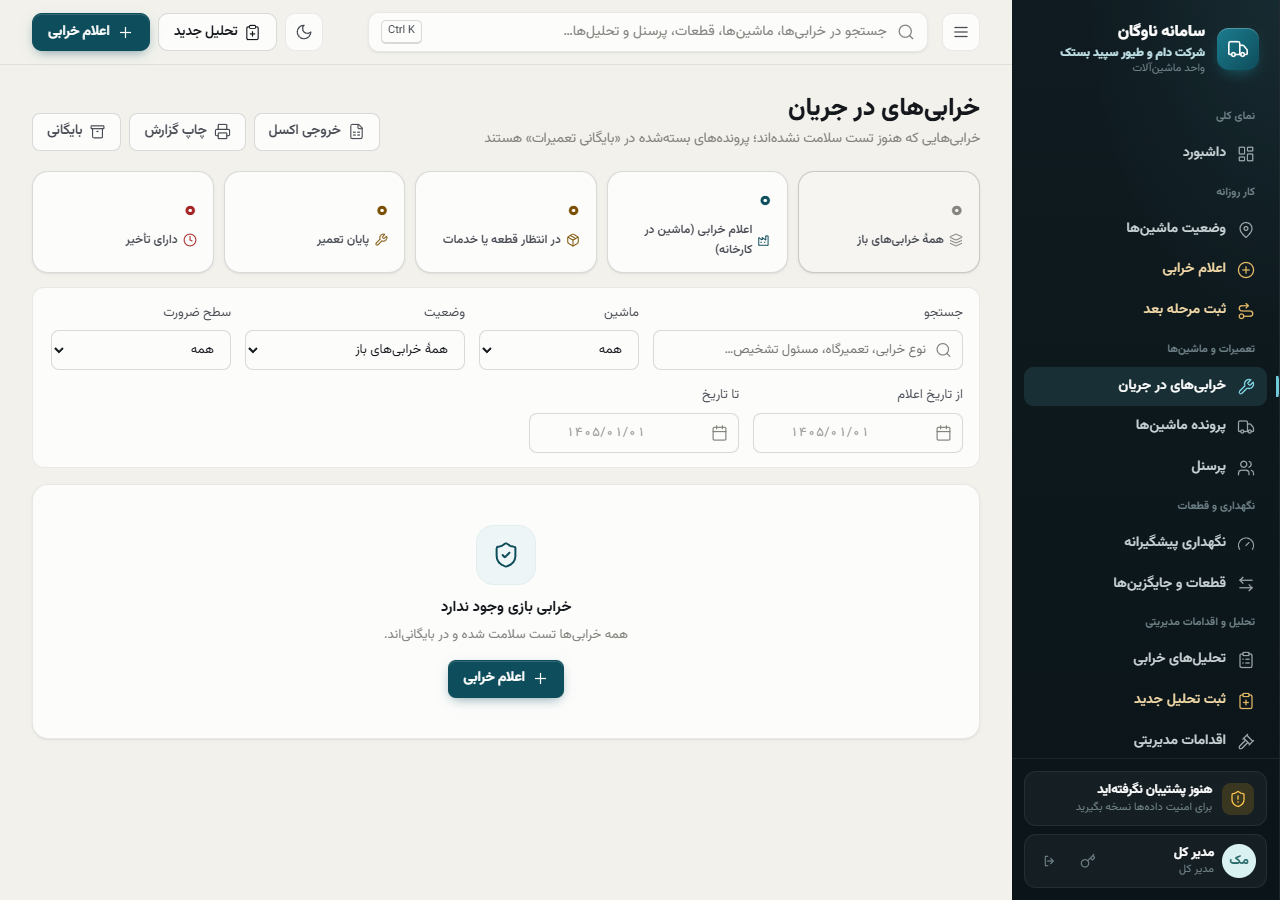 سامانه ناوگان
شرکت دام و طیور سپید بستک
واحد ماشین‌آلات
نمای کلی
داشبورد
کار روزانه
وضعیت ماشین‌ها
اعلام خرابی
ثبت مرحله بعد
تعمیرات و ماشین‌ها
خرابی‌های در جریان
پرونده ماشین‌ها
پرسنل
نگهداری و قطعات
نگهداری پیشگیرانه
قطعات و جایگزین‌ها
تحلیل و اقدامات مدیریتی
تحلیل‌های خرابی
ثبت تحلیل جدید
اقدامات مدیریتی
هنوز پشتیبان نگرفته‌اید
برای امنیت داده‌ها نسخه بگیرید
مک
مدیر کل
مدیر کل
جستجو در خرابی‌ها، ماشین‌ها، قطعات، پرسنل و تحلیل‌ها...
Ctrl K
تحلیل جدید
اعلام خرابی
خرابی‌های در جریان
خرابی‌هایی که هنوز تست سلامت نشده‌اند؛ پرونده‌های بسته‌شده در «بایگانی تعمیرات» هستند
خروجی اکسل
چاپ گزارش
بایگانی
۰
همهٔ خرابی‌های باز
۰
اعلام خرابی (ماشین در
کارخانه)
۰
در انتظار قطعه یا خدمات
۰
پایان تعمیر
۰
دارای تأخیر
جستجو
ماشین
وضعیت
سطح ضرورت
نوع خرابی، تعمیرگاه، مسئول تشخیص...
همه
همهٔ خرابی‌های باز
همه
از تاریخ اعلام
تا تاریخ
۱۴۰۵/۰۱/۰۱
۱۴۰۵/۰۱/۰۱
خرابی بازی وجود ندارد
همه خرابی‌ها تست سلامت شده و در بایگانی‌اند.
اعلام خرابی